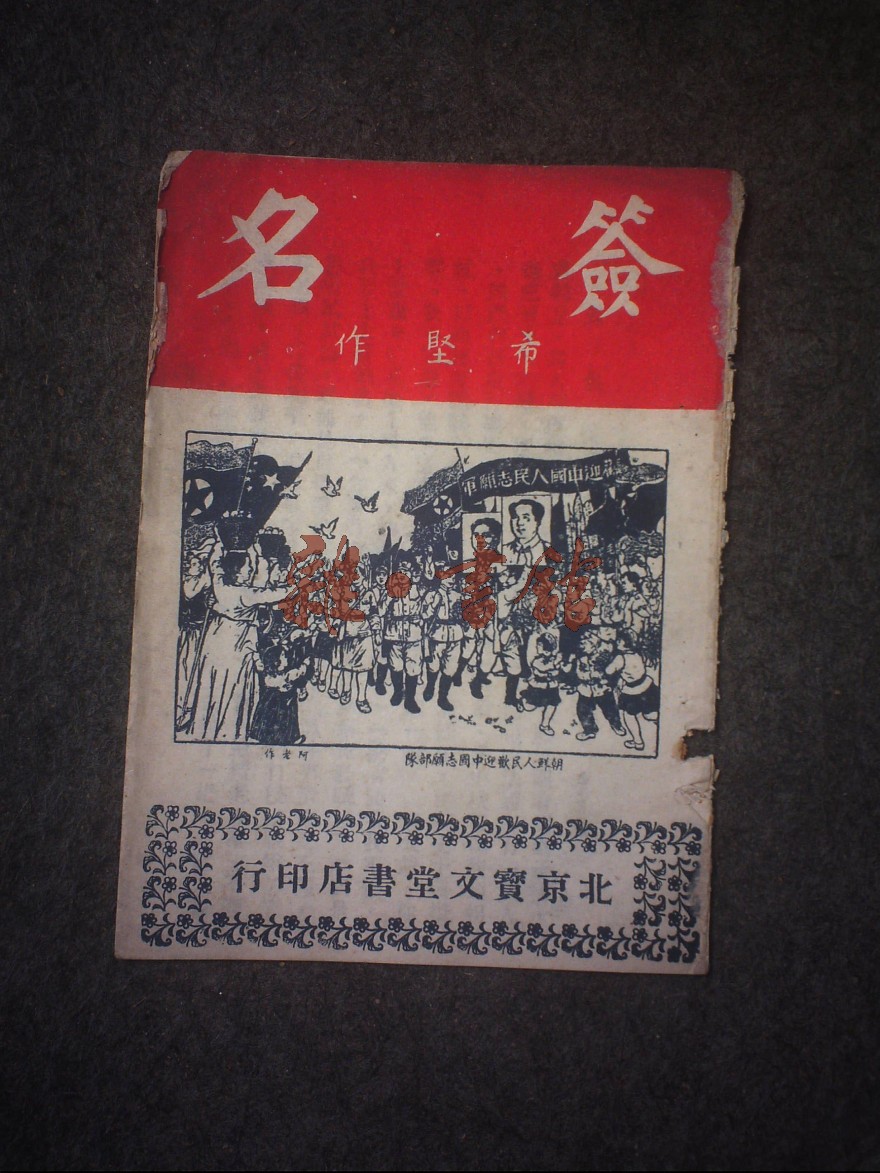 簽名
希堅作
歡迎中國人民志願軍
朝鮮人民歡迎中國志願部隊
阿老作
雜·書館
北京寶文堂書店印行